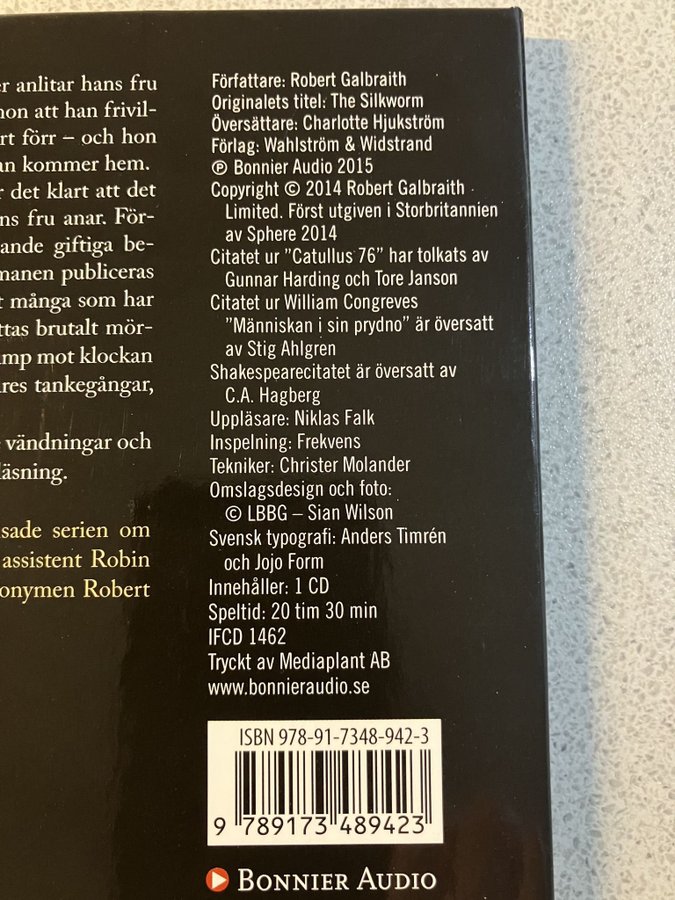 er anlitar hans fru
hon att han frivil-
rt förr – och hon
an kommer hem.
r det klart att det
ns fru anar. För-
ande giftiga be-
manen publiceras
t många som har
ttas brutalt mör-
mp mot klockan
res tankegångar,
vändningar och
läsning.
sade serien om
assistent Robin
onymen Robert
Författare: Robert Galbraith
Originalets titel: The Silkworm
Översättare: Charlotte Hjukström
Förlag: Wahlström & Widstrand
℗ Bonnier Audio 2015
Copyright © 2014 Robert Galbraith
Limited. Först utgiven i Storbritannien
av Sphere 2014
Citatet ur ”Catullus 76” har tolkats av
Gunnar Harding och Tore Janson
Citatet ur William Congreves
”Människan i sin prydno” är översatt
av Stig Ahlgren
Shakespearecitatet är översatt av
C.A. Hagberg
Uppläsare: Niklas Falk
Inspelning: Frekvens
Tekniker: Christer Molander
Omslagsdesign och foto:
© LBBG – Sian Wilson
Svensk typografi: Anders Timrén
och Jojo Form
Innehåller: 1 CD
Speltid: 20 tim 30 min
IFCD 1462
Tryckt av Mediaplant AB
www.bonnieraudio.se
ISBN 978-91-7348-942-3
9 789173 489423
BONNIER AUDIO